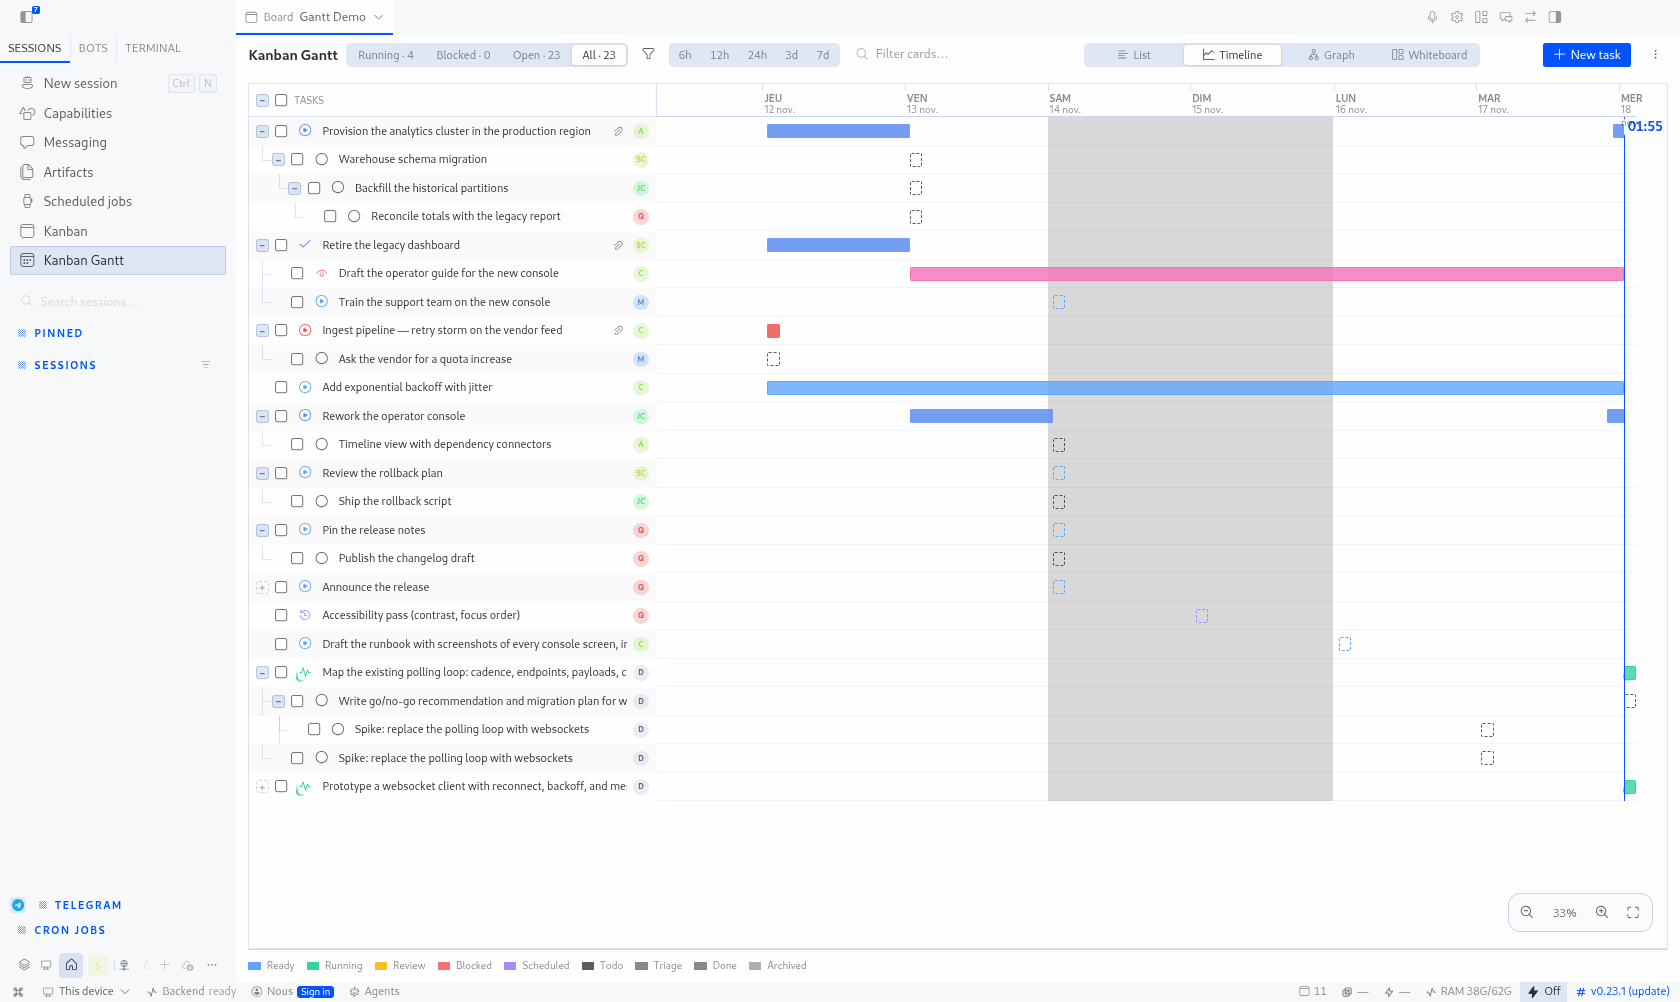 7
Board Gantt Demo
SESSIONS BOTS TERMINAL
Kanban Gantt
Running · 4 Blocked · 0 Open · 23 All · 23
6h 12h 24h 3d 7d
Filter cards…
List Timeline Graph Whiteboard
+ New task
New session Ctrl N
Capabilities
Messaging
Artifacts
Scheduled jobs
Kanban
Kanban Gantt
Search sessions…
PINNED
SESSIONS
TELEGRAM
CRON JOBS
TASKS
JEU VEN SAM DIM LUN MAR MER
12 nov. 13 nov. 14 nov. 15 nov. 16 nov. 17 nov. 18
01:55
Provision the analytics cluster in the production region A
Warehouse schema migration SC
Backfill the historical partitions JC
Reconcile totals with the legacy report Q
Retire the legacy dashboard SC
Draft the operator guide for the new console C
Train the support team on the new console M
Ingest pipeline — retry storm on the vendor feed C
Ask the vendor for a quota increase M
Add exponential backoff with jitter C
Rework the operator console JC
Timeline view with dependency connectors A
Review the rollback plan SC
Ship the rollback script JC
Pin the release notes Q
Publish the changelog draft Q
Announce the release Q
Accessibility pass (contrast, focus order) Q
Draft the runbook with screenshots of every console screen, ir C
Map the existing polling loop: cadence, endpoints, payloads, c D
Write go/no-go recommendation and migration plan for w D
Spike: replace the polling loop with websockets D
Spike: replace the polling loop with websockets D
Prototype a websocket client with reconnect, backoff, and me D
33%
Ready Running Review Blocked Scheduled Todo Triage Done Archived
S
This device Backend ready Nous Sign in Agents
11 — — RAM 38G/62G Off # v0.23.1 (update)